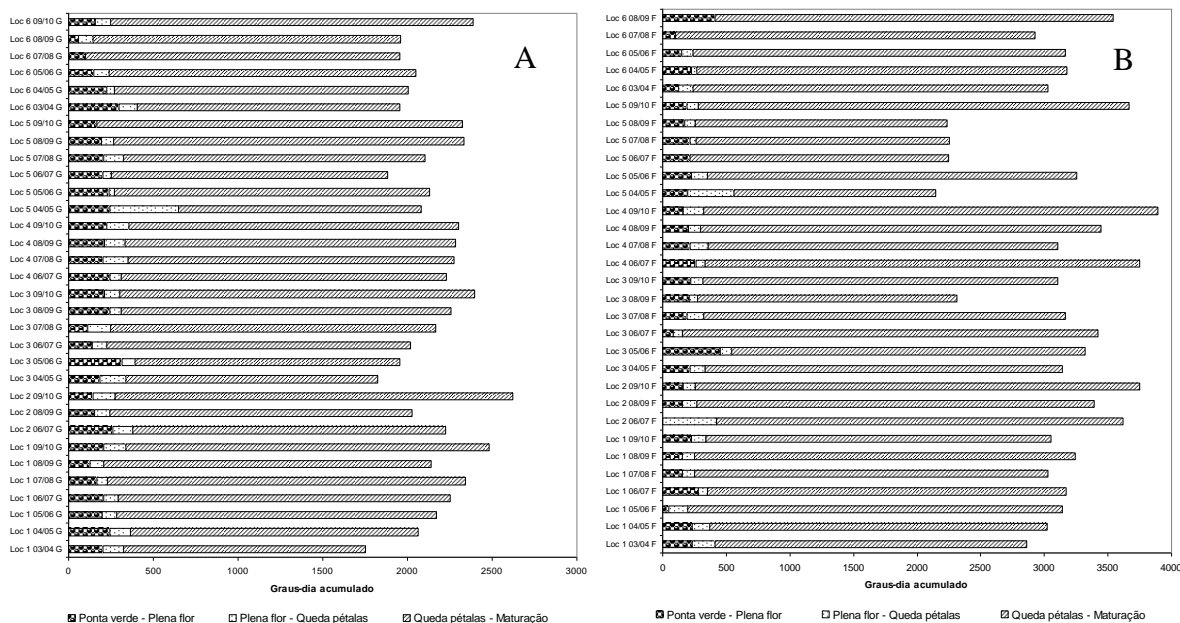 A
Loc 6 09/10 G
Loc 6 08/09 G
Loc 6 07/08 G
Loc 6 05/06 G
Loc 6 04/05 G
Loc 6 03/04 G
Loc 5 09/10 G
Loc 5 08/09 G
Loc 5 07/08 G
Loc 5 06/07 G
Loc 5 05/06 G
Loc 5 04/05 G
Loc 4 09/10 G
Loc 4 08/09 G
Loc 4 07/08 G
Loc 4 06/07 G
Loc 3 09/10 G
Loc 3 08/09 G
Loc 3 07/08 G
Loc 3 06/07 G
Loc 3 05/06 G
Loc 3 04/05 G
Loc 2 09/10 G
Loc 2 08/09 G
Loc 2 06/07 G
Loc 1 09/10 G
Loc 1 08/09 G
Loc 1 07/08 G
Loc 1 06/07 G
Loc 1 05/06 G
Loc 1 04/05 G
Loc 1 03/04 G
0 500 1000 1500 2000 2500 3000
Graus-dia acumulado
Ponta verde - Plena flor Plena flor - Queda pétalas Queda pétalas - Maturação
B
Loc 6 08/09 F
Loc 6 07/08 F
Loc 6 05/06 F
Loc 6 04/05 F
Loc 6 03/04 F
Loc 5 09/10 F
Loc 5 08/09 F
Loc 5 07/08 F
Loc 5 06/07 F
Loc 5 05/06 F
Loc 5 04/05 F
Loc 4 09/10 F
Loc 4 08/09 F
Loc 4 07/08 F
Loc 4 06/07 F
Loc 3 09/10 F
Loc 3 08/09 F
Loc 3 07/08 F
Loc 3 06/07 F
Loc 3 05/06 F
Loc 3 04/05 F
Loc 2 09/10 F
Loc 2 08/09 F
Loc 2 06/07 F
Loc 1 09/10 F
Loc 1 08/09 F
Loc 1 07/08 F
Loc 1 06/07 F
Loc 1 05/06 F
Loc 1 04/05 F
Loc 1 03/04 F
0 500 1000 1500 2000 2500 3000 3500 4000
Graus-dia acumulado
Ponta verde - Plena flor Plena flor - Queda pétalas Queda pétalas - Maturação